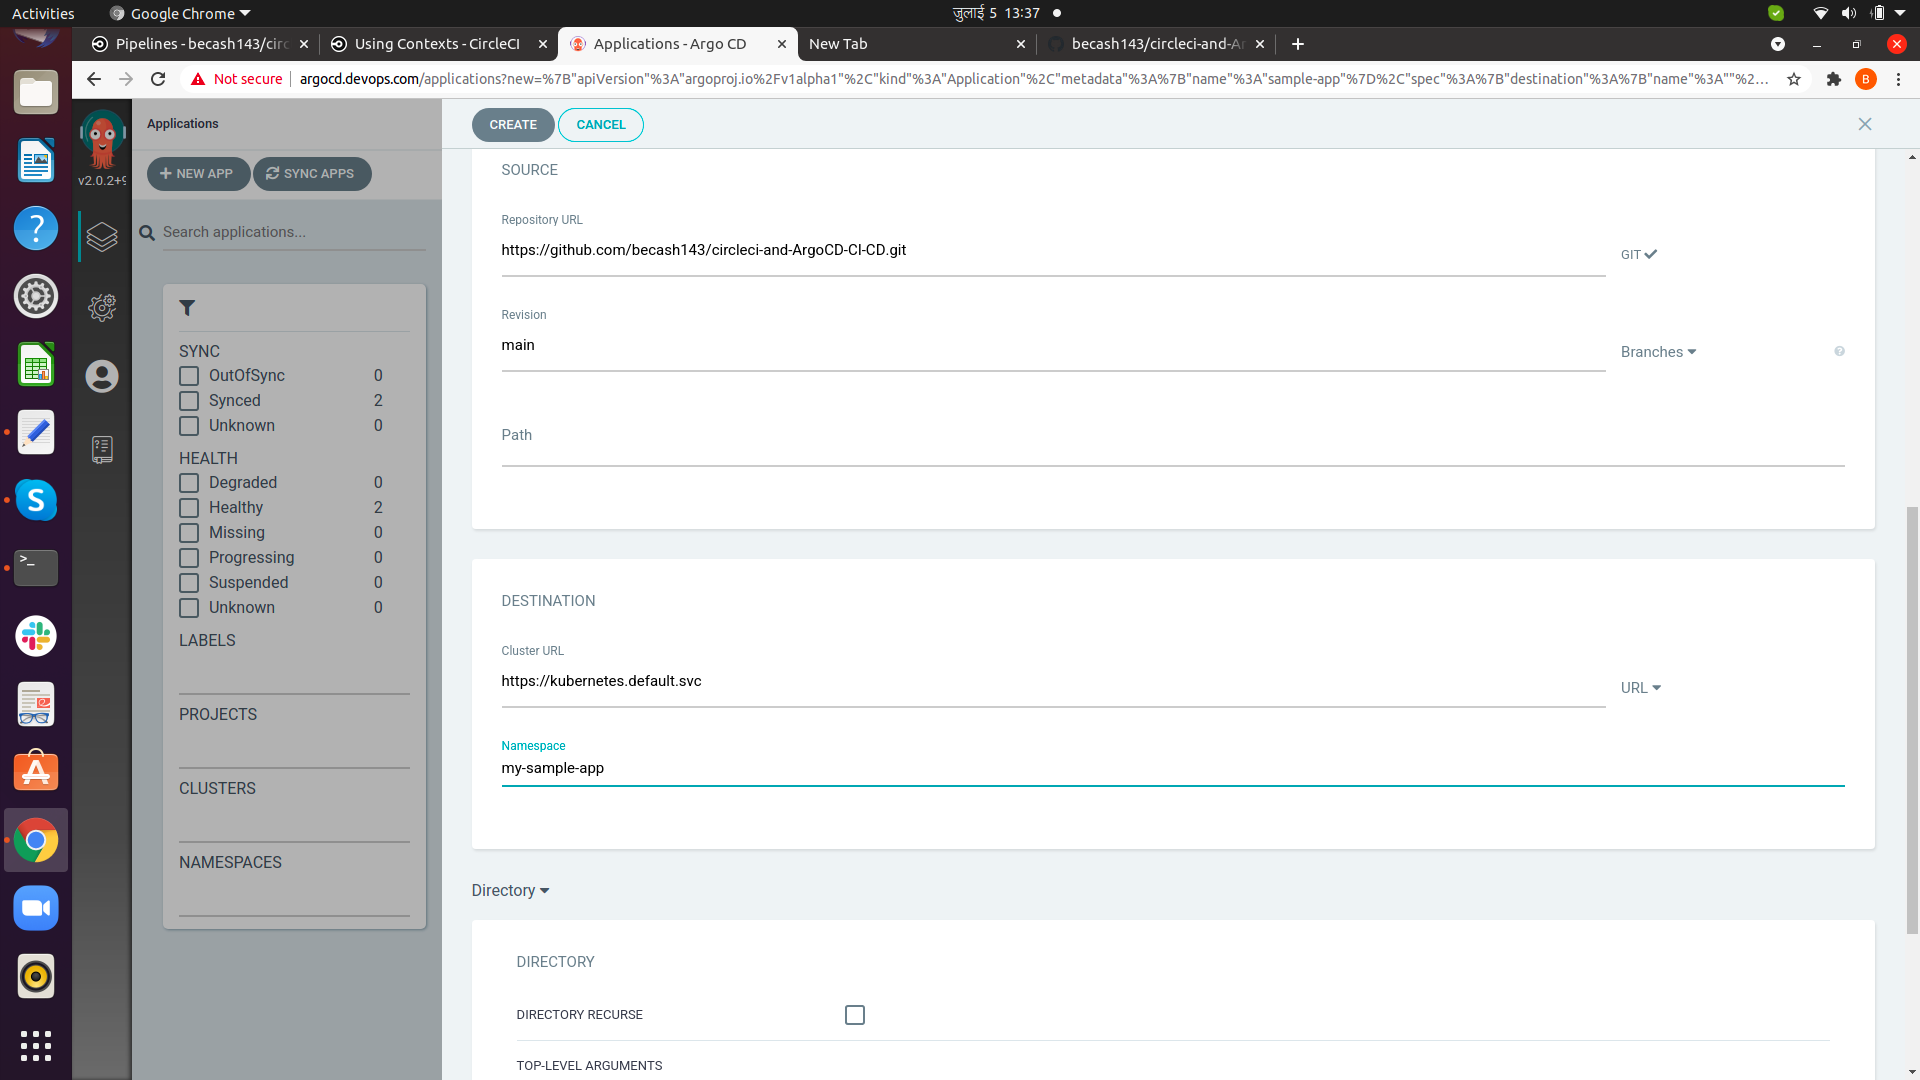 Activities
Google Chrome
जुलाई 5 13:37
Pipelines - becash143/circ
Using Contexts - CircleCI
Applications - Argo CD
New Tab
becash143/circleci-and-Ar
Not secure
argocd.devops.com/applications?new=%7B"apiVersion"%3A"argoproj.io%2Fv1alpha1"%2C"kind"%3A"Application"%2C"metadata"%3A%7B"name"%3A"sample-app"%7D%2C"spec"%3A%7B"destination"%3A%7B"name"%3A""%2...
B
v2.0.2+9
Applications
NEW APP
SYNC APPS
Search applications...
SYNC
OutOfSync 0
Synced 2
Unknown 0
HEALTH
Degraded 0
Healthy 2
Missing 0
Progressing 0
Suspended 0
Unknown 0
LABELS
PROJECTS
CLUSTERS
NAMESPACES
CREATE
CANCEL
SOURCE
Repository URL
https://github.com/becash143/circleci-and-ArgoCD-CI-CD.git
GIT
Revision
main
Branches
Path
DESTINATION
Cluster URL
https://kubernetes.default.svc
URL
Namespace
my-sample-app
Directory
DIRECTORY
DIRECTORY RECURSE
TOP-LEVEL ARGUMENTS